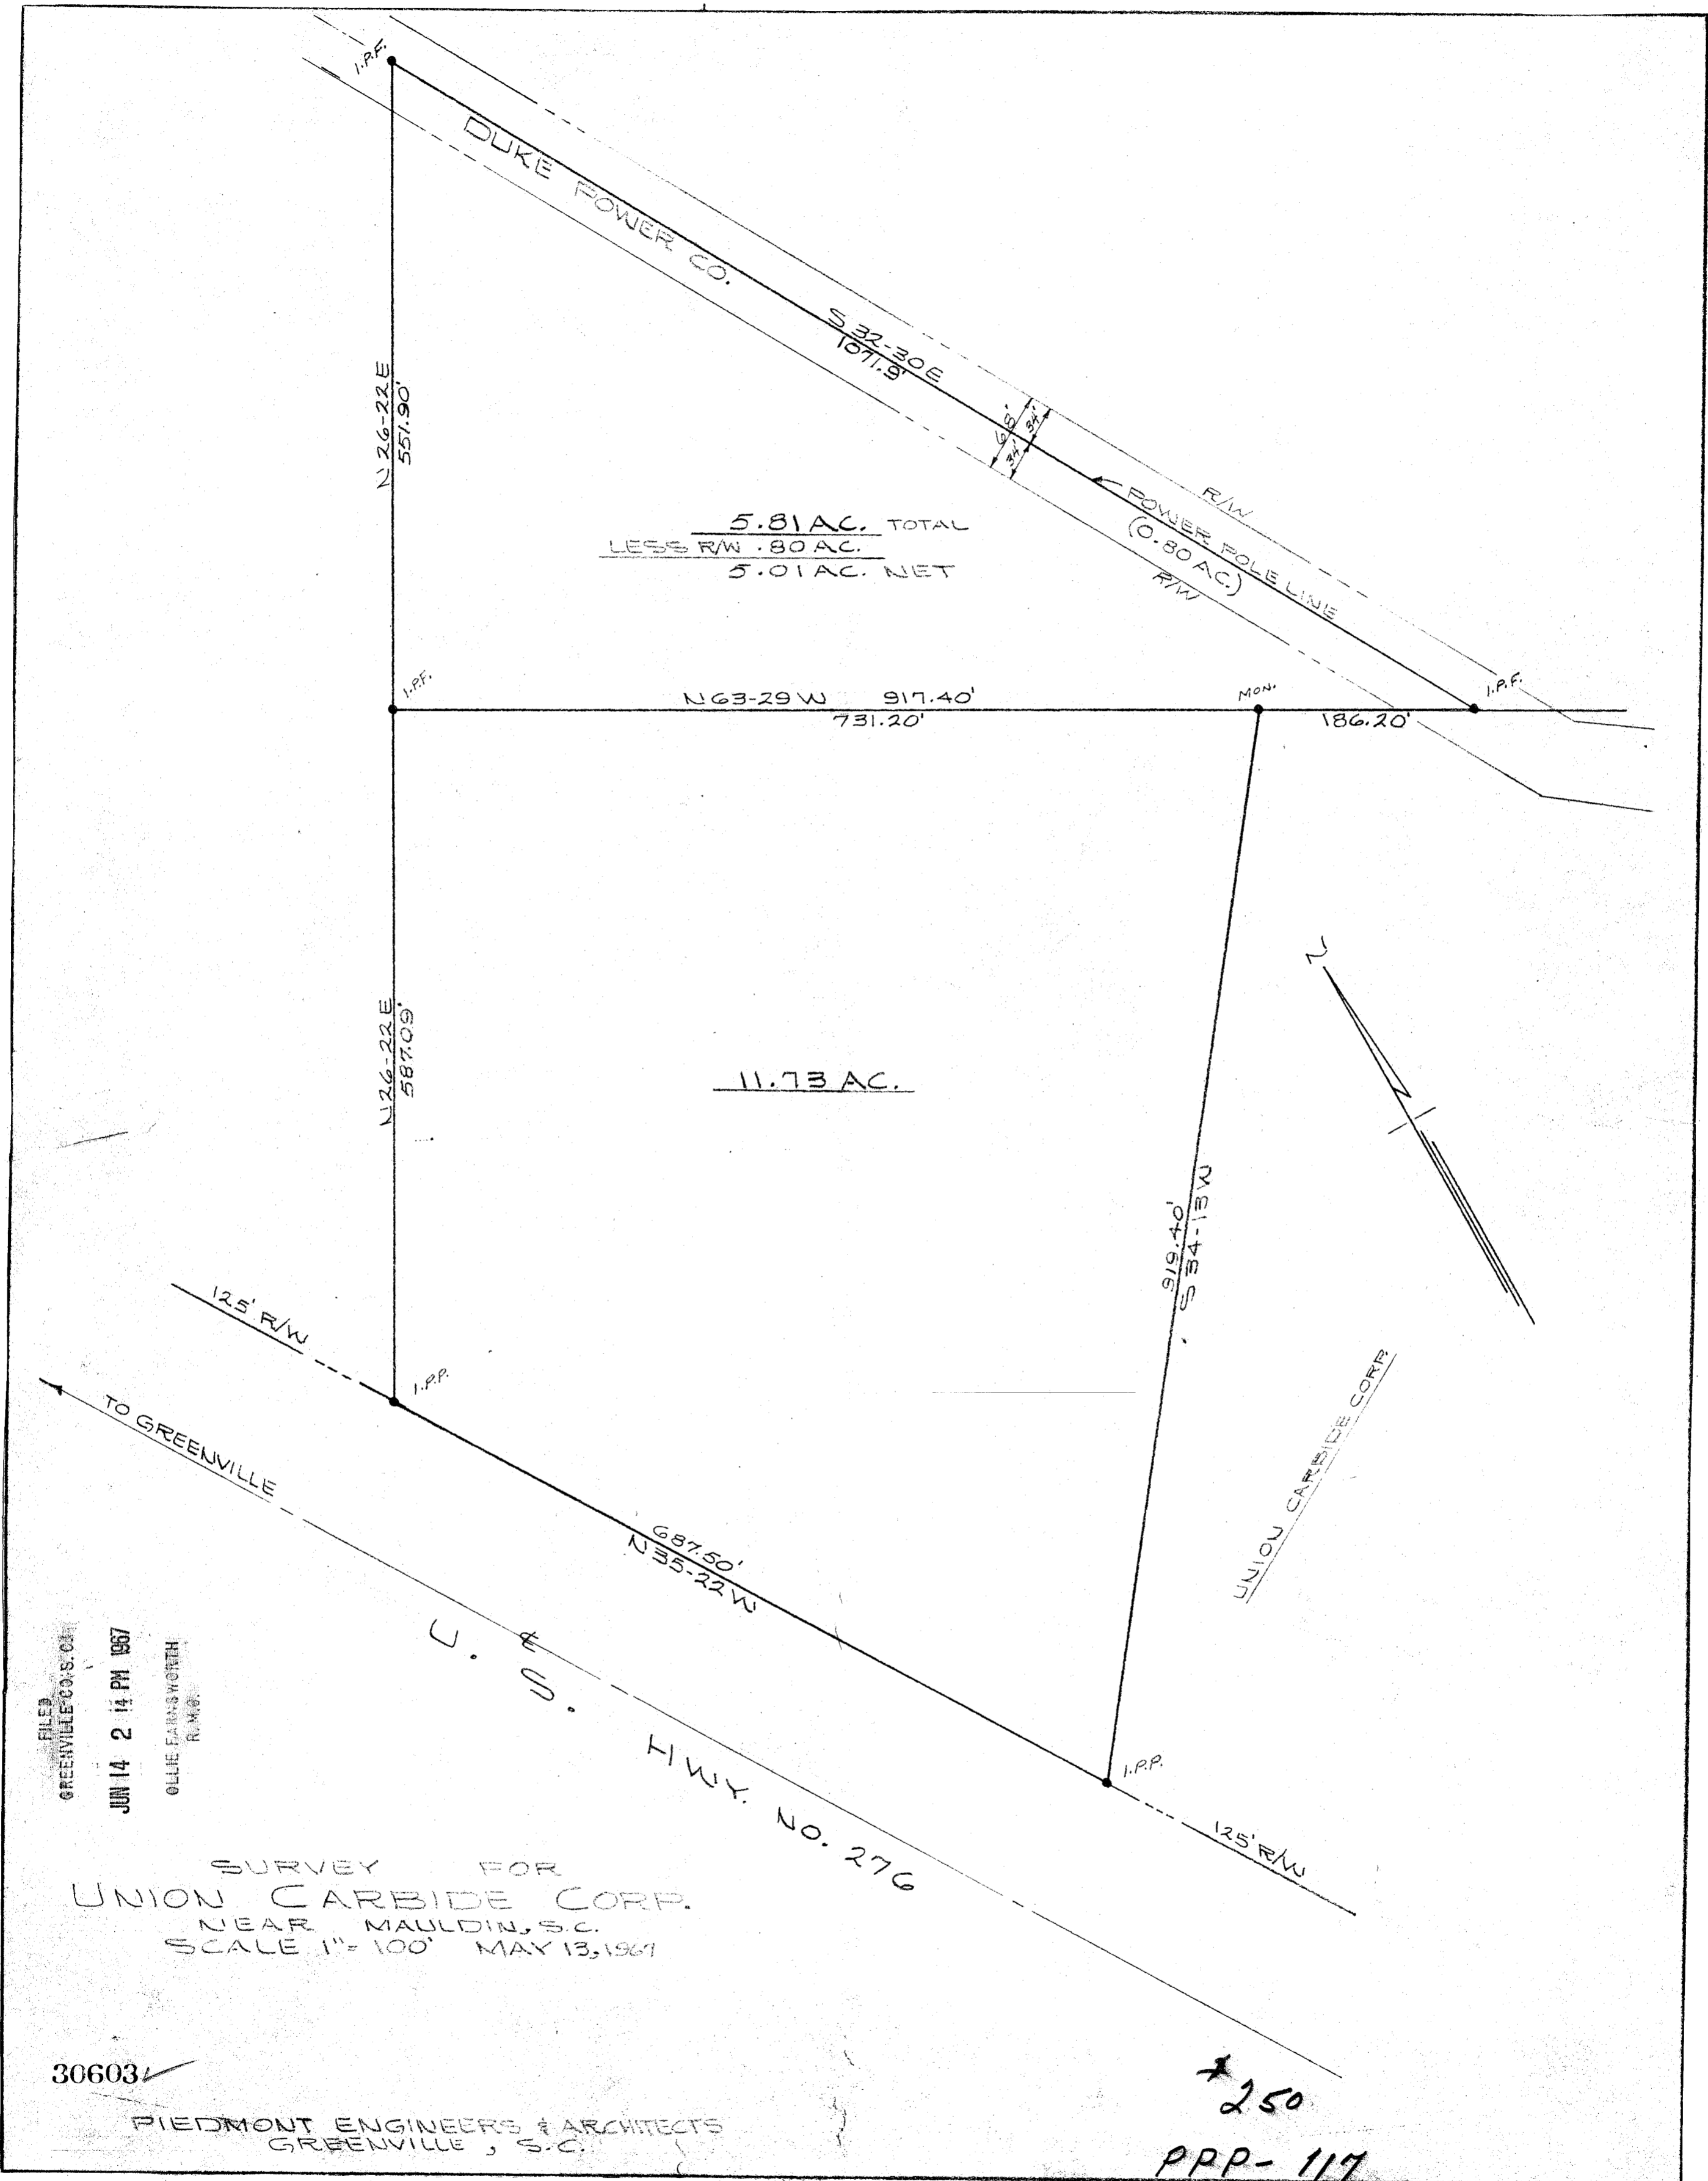 I.P.F.
DUKE POWER CO.
S 32-30 E
1071.9'
N 26-22 E
551.90'
68'
34'
34'
R/W
POWER POLE LINE
(0.80 AC.)
R/W
5.81 AC. TOTAL
LESS R/W .80 AC.
5.01 AC. NET
I.P.F.
N 63-29 W 917.40'
731.20'
MON.
186.20'
I.P.F.
N
N 26-22 E
587.09'
11.73 AC.
919.40'
S 34-13 W
125' R/W
I.P.P.
TO GREENVILLE
UNION CARBIDE CORP.
687.50'
N 35-22 W
℄
U. S. HWY. NO. 276
I.P.P.
125' R/W
FILED
GREENVILLE CO. S. C.
JUN 14 2 14 PM 1967
OLLIE FARNSWORTH
R.M.C.
SURVEY FOR
UNION CARBIDE CORP.
NEAR MAULDIN, S.C.
SCALE 1"= 100' MAY 13, 1967
30603
250
PIEDMONT ENGINEERS & ARCHITECTS
GREENVILLE, S.C.
PPP- 117